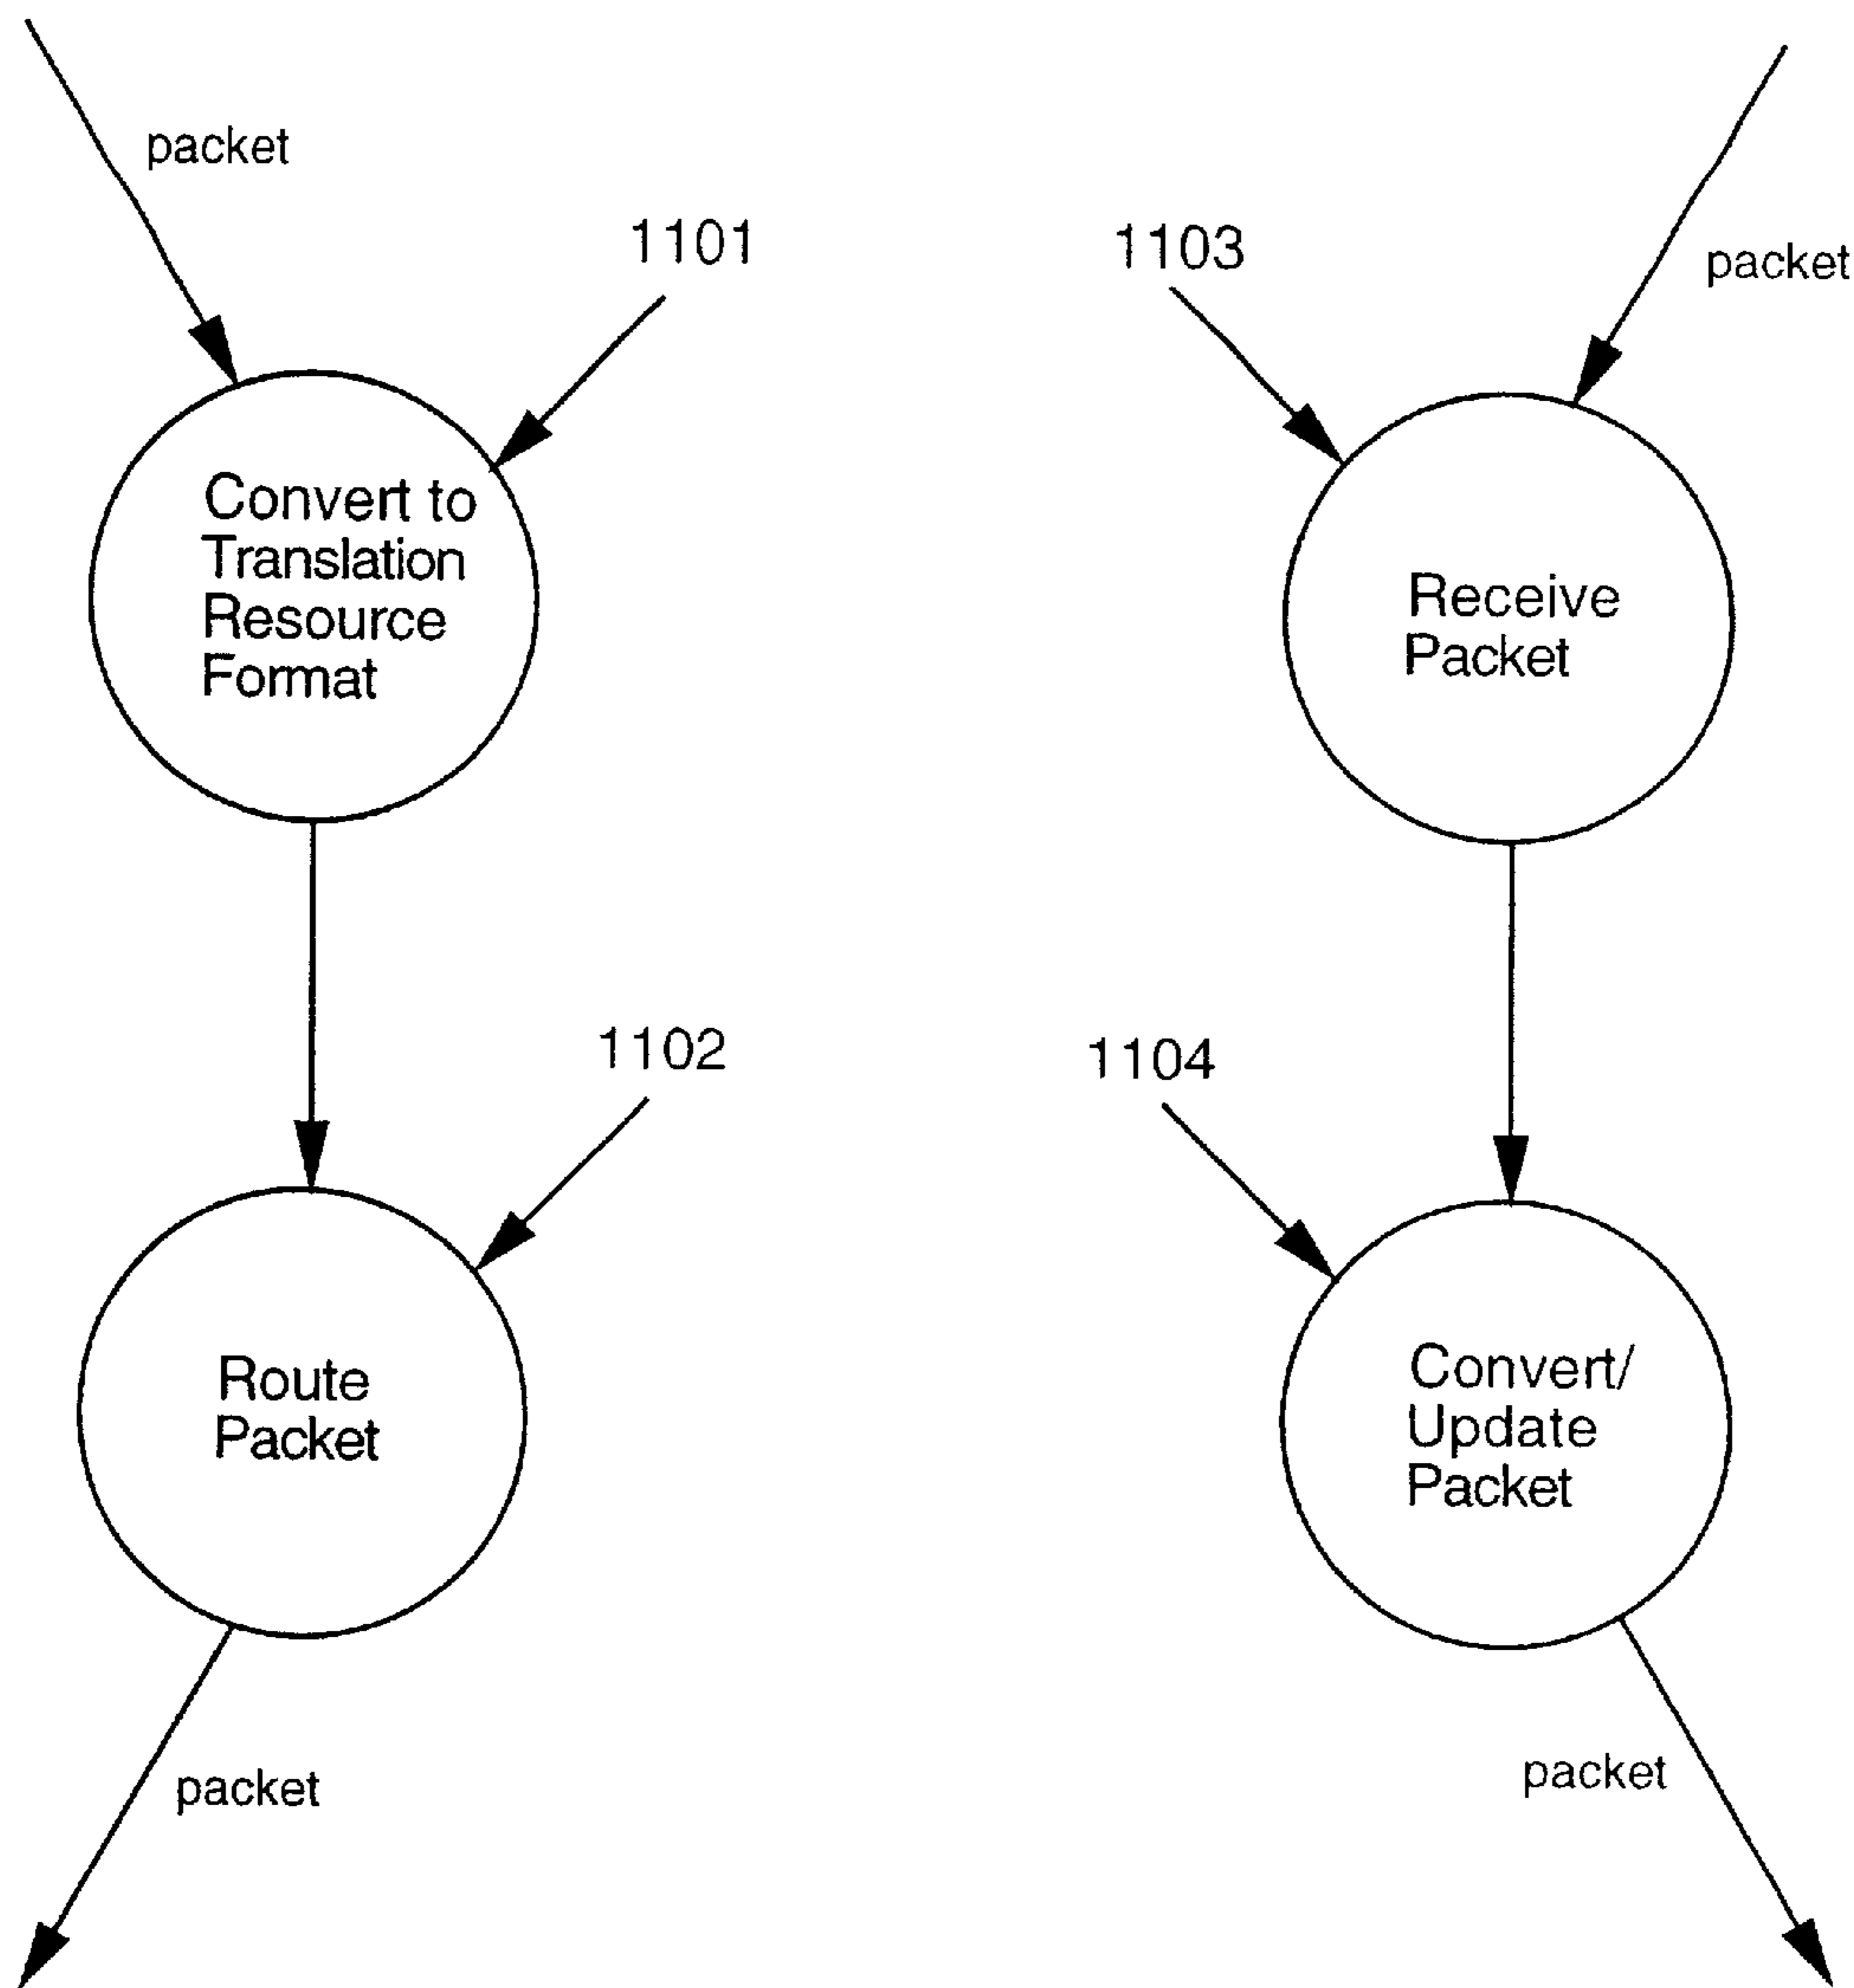 packet
1101
Convert to
Translation
Resource
Format
1102
Route
Packet
packet
1103
packet
Receive
Packet
1104
Convert/
Update
Packet
packet